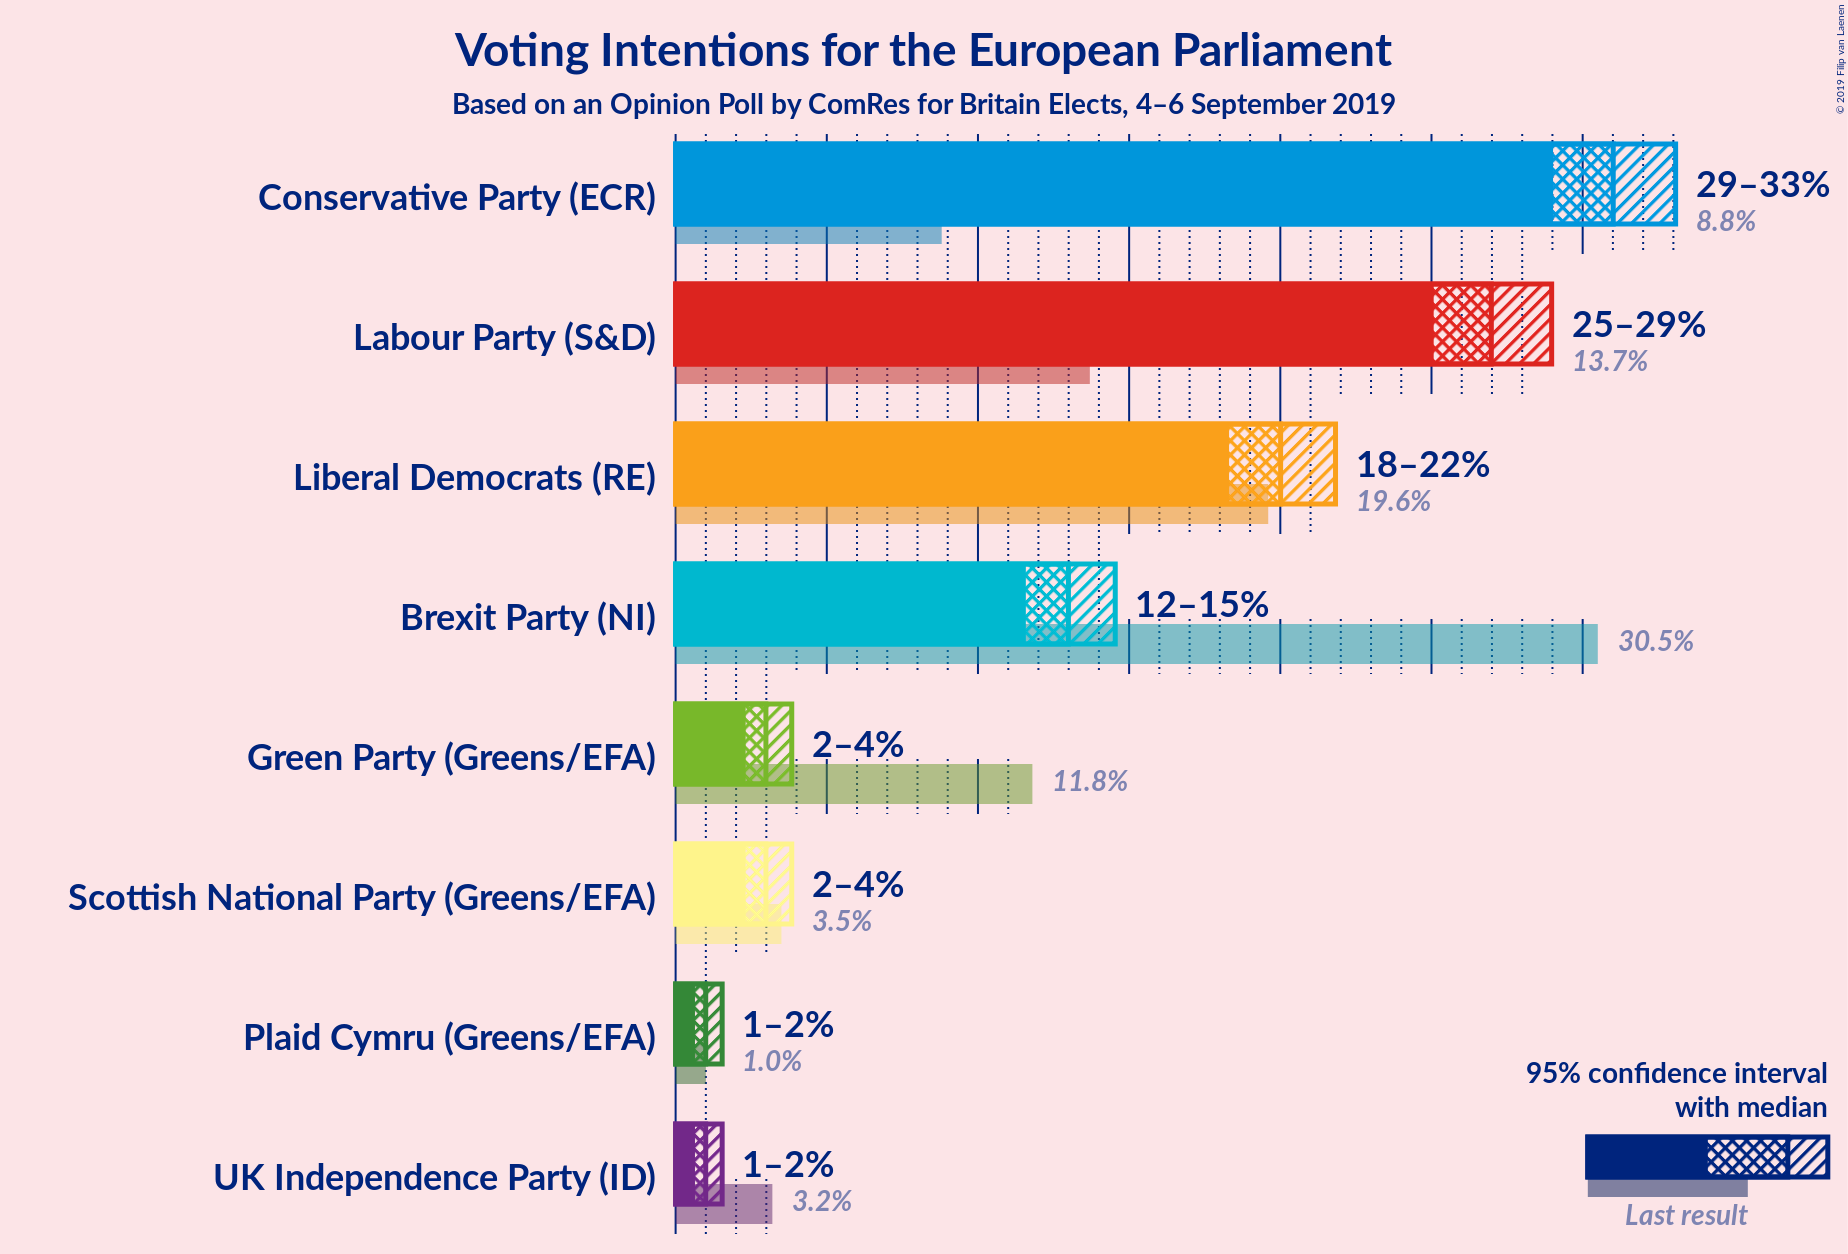 Voting Intentions for the European Parliament
Based on an Opinion Poll by ComRes for Britain Elects, 4–6 September 2019
© 2019 Filip van Laenen
Conservative Party (ECR)
29–33%
8.8%
Labour Party (S&D)
25–29%
13.7%
Liberal Democrats (RE)
18–22%
19.6%
Brexit Party (NI)
12–15%
30.5%
Green Party (Greens/EFA)
2–4%
11.8%
Scottish National Party (Greens/EFA)
2–4%
3.5%
Plaid Cymru (Greens/EFA)
1–2%
1.0%
UK Independence Party (ID)
1–2%
3.2%
95% confidence interval
with median
Last result